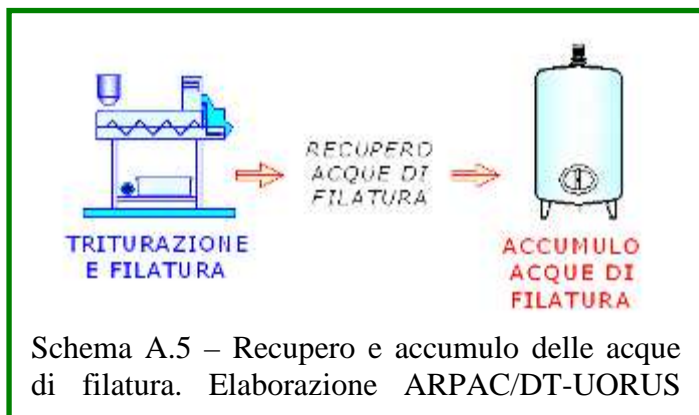 RECUPERO
ACQUE DI
FILATURA
TRITURAZIONE
E FILATURA
ACCUMULO
ACQUE DI
FILATURA
Schema A.5 – Recupero e accumulo delle acque
di filatura. Elaborazione ARPAC/DT-UORUS